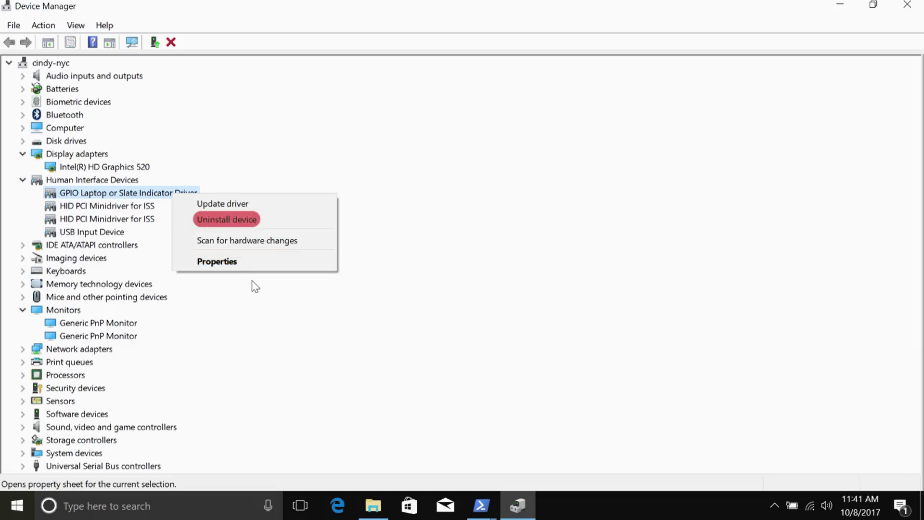 Device Manager
File Action View Help
cindy-nyc
Audio inputs and outputs
Batteries
Biometric devices
Bluetooth
Computer
Disk drives
Display adapters
Intel(R) HD Graphics 520
Human Interface Devices
GPIO Laptop or Slate Indicator Driver
HID PCI Minidriver for ISS
HID PCI Minidriver for ISS
USB Input Device
IDE ATA/ATAPI controllers
Imaging devices
Keyboards
Memory technology devices
Mice and other pointing devices
Monitors
Generic PnP Monitor
Generic PnP Monitor
Network adapters
Print queues
Processors
Security devices
Sensors
Software devices
Sound, video and game controllers
Storage controllers
System devices
Universal Serial Bus controllers
Update driver
Uninstall device
Scan for hardware changes
Properties
Opens property sheet for the current selection.
Type here to search
11:41 AM
10/8/2017
1